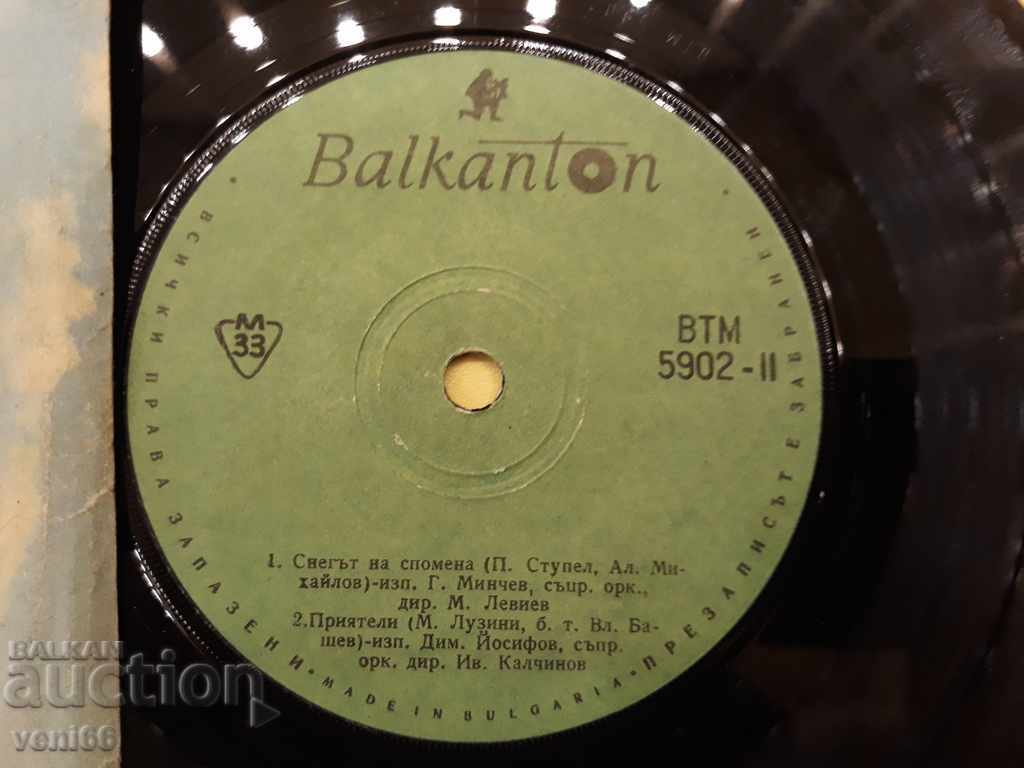 Balkanton
М
33
ВТМ
5902-II
1. Снегът на спомена (П. Ступел, Ал. Ми-
хайлов)-изп. Г. Минчев, съпр. орк.,
дир. М. Левиев
2.Приятели (М. Лузини, б. т. Вл. Ба-
шев)-изп. Дим. Йосифов, съпр.
орк. дир. Ив. Калчинов
ВСИЧКИ ПРАВА ЗАПАЗЕНИ • MADE IN BULGARIA • ПРЕЗАПИСЪТ Е ЗАБРАНЕН
BALKAN
auction
veni66